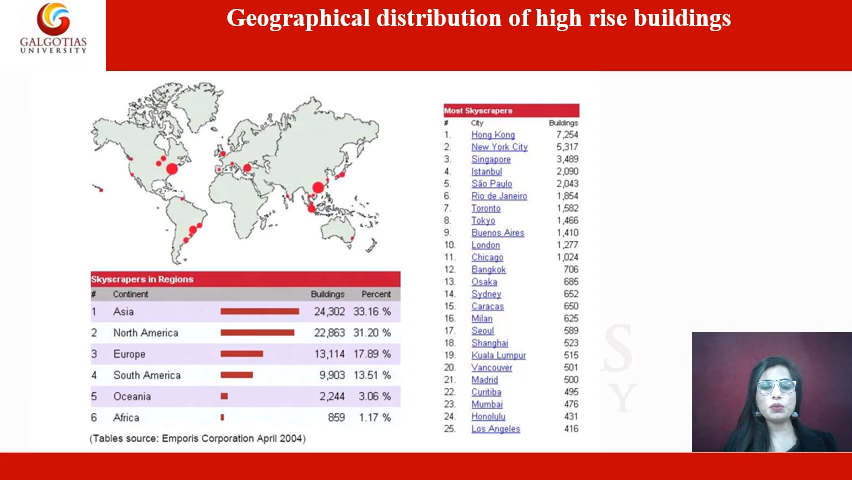 GALGOTIAS
UNIVERSITY
Geographical distribution of high rise buildings
Skyscrapers in Regions
# Continent Buildings Percent
1 Asia 24,302 33.16 %
2 North America 22,863 31.20 %
3 Europe 13,114 17.89 %
4 South America 9,903 13.51 %
5 Oceania 2,244 3.06 %
6 Africa 859 1.17 %
(Tables source: Emporis Corporation April 2004)
Most Skyscrapers
# City Buildings
1. Hong Kong 7,254
2. New York City 5,317
3. Singapore 3,489
4. Istanbul 2,090
5. São Paulo 2,043
6. Rio de Janeiro 1,854
7. Toronto 1,582
8. Tokyo 1,466
9. Buenos Aires 1,410
10. London 1,277
11. Chicago 1,024
12. Bangkok 706
13. Osaka 685
14. Sydney 652
15. Caracas 650
16. Milan 625
17. Seoul 589
18. Shanghai 523
19. Kuala Lumpur 515
20. Vancouver 501
21. Madrid 500
22. Curitiba 495
23. Mumbai 476
24. Honolulu 431
25. Los Angeles 416
S
Y